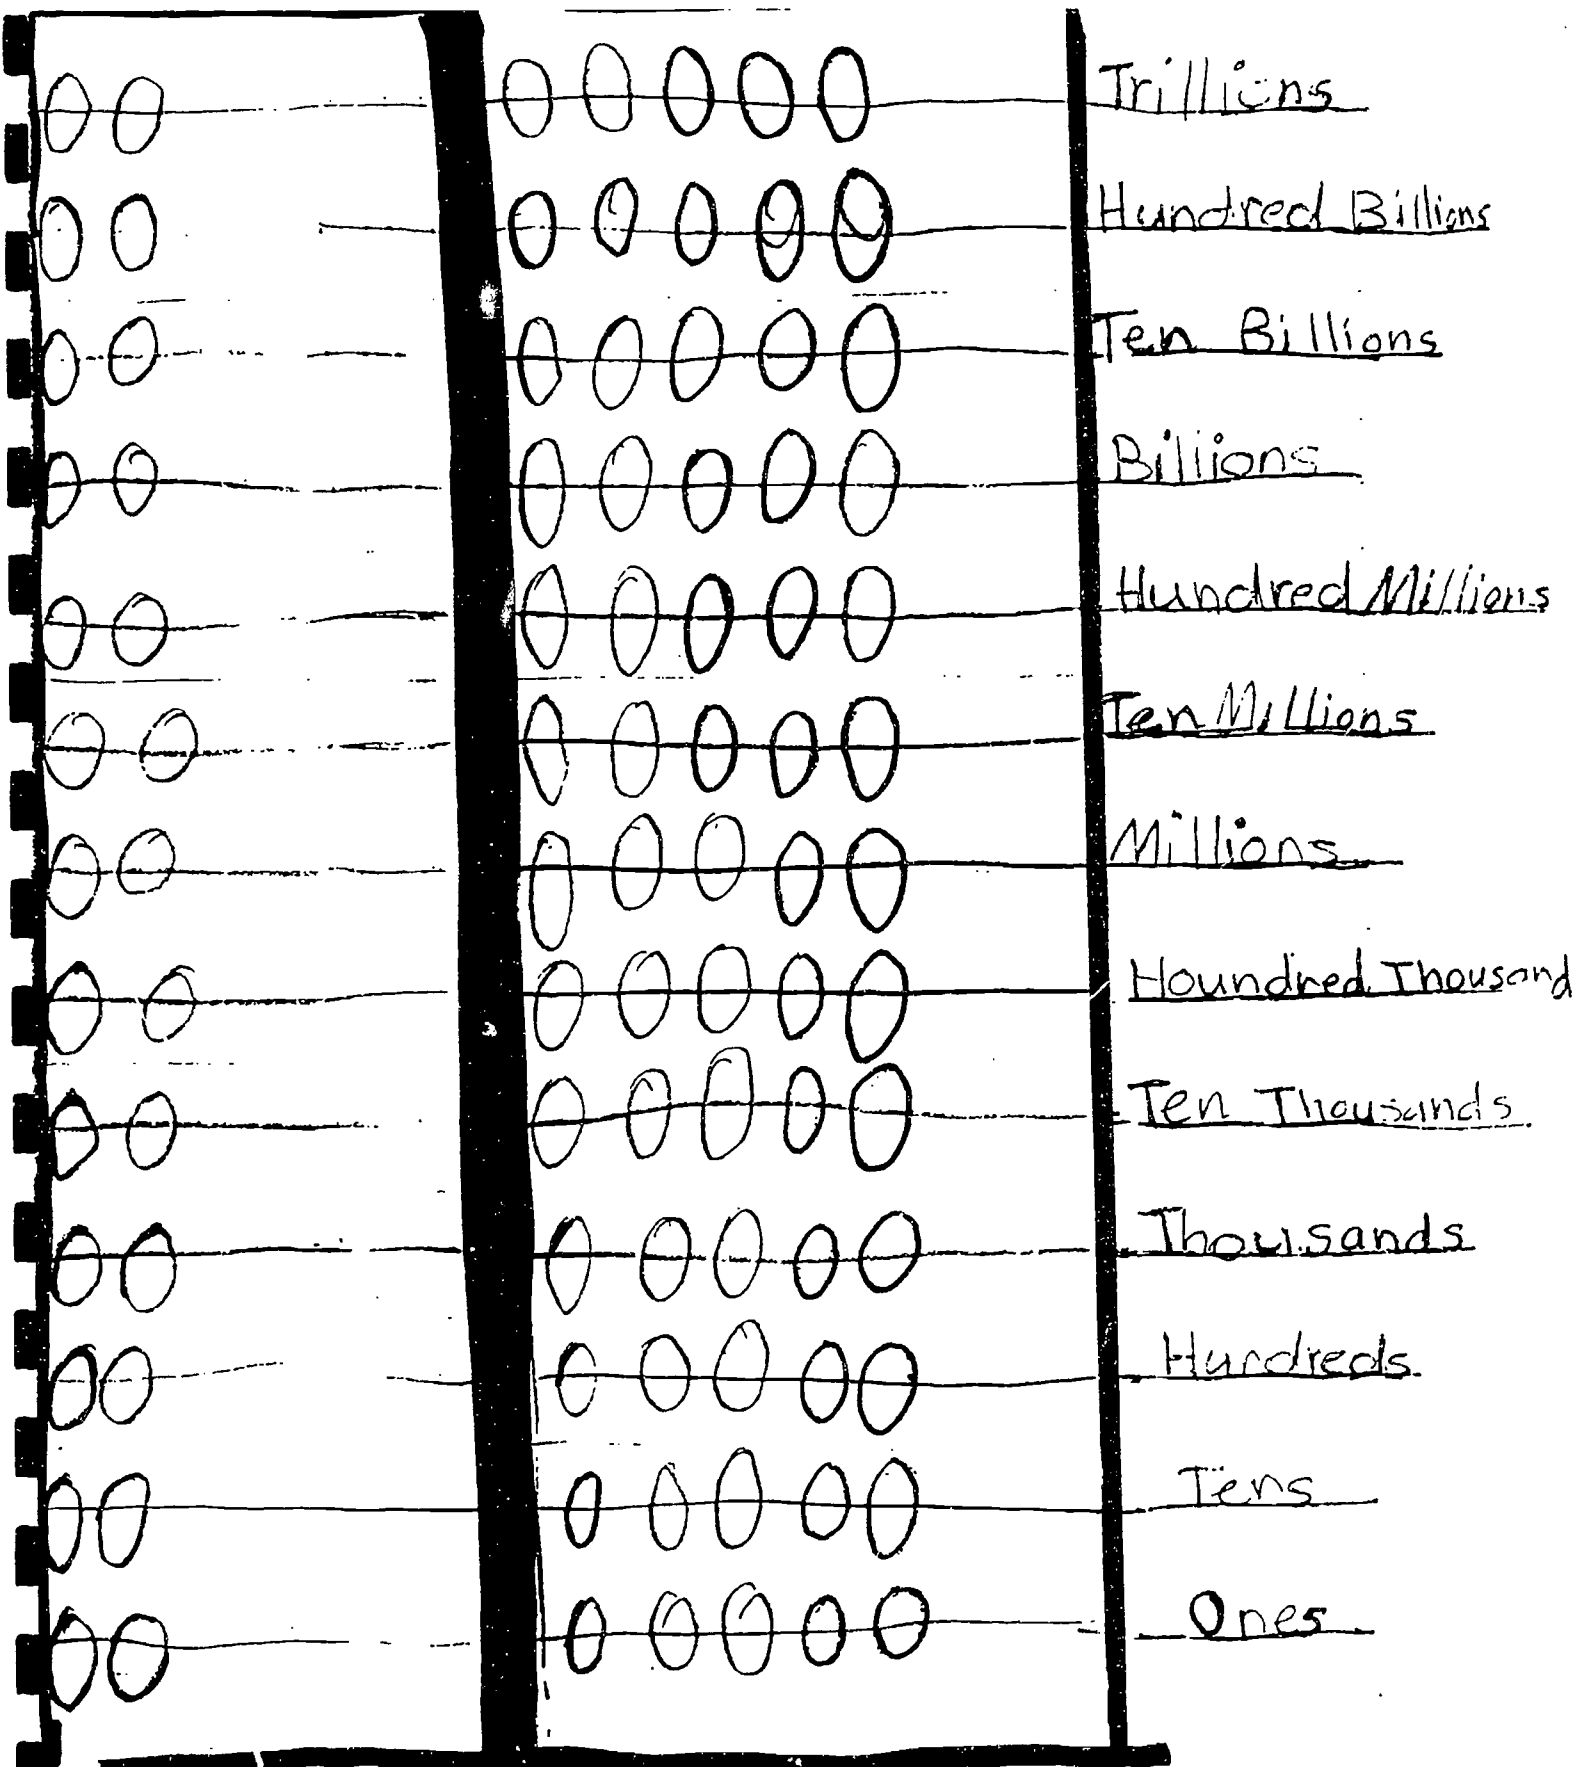 Trillions
Hundred Billions
Ten Billions
Billions
Hundred Millions
Ten Millions
Millions
Houndred Thousand
Ten Thousands
Thousands
Hundreds
Tens
Ones